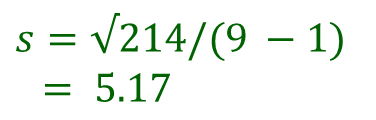 s = √214/(9 − 1)
= 5.17